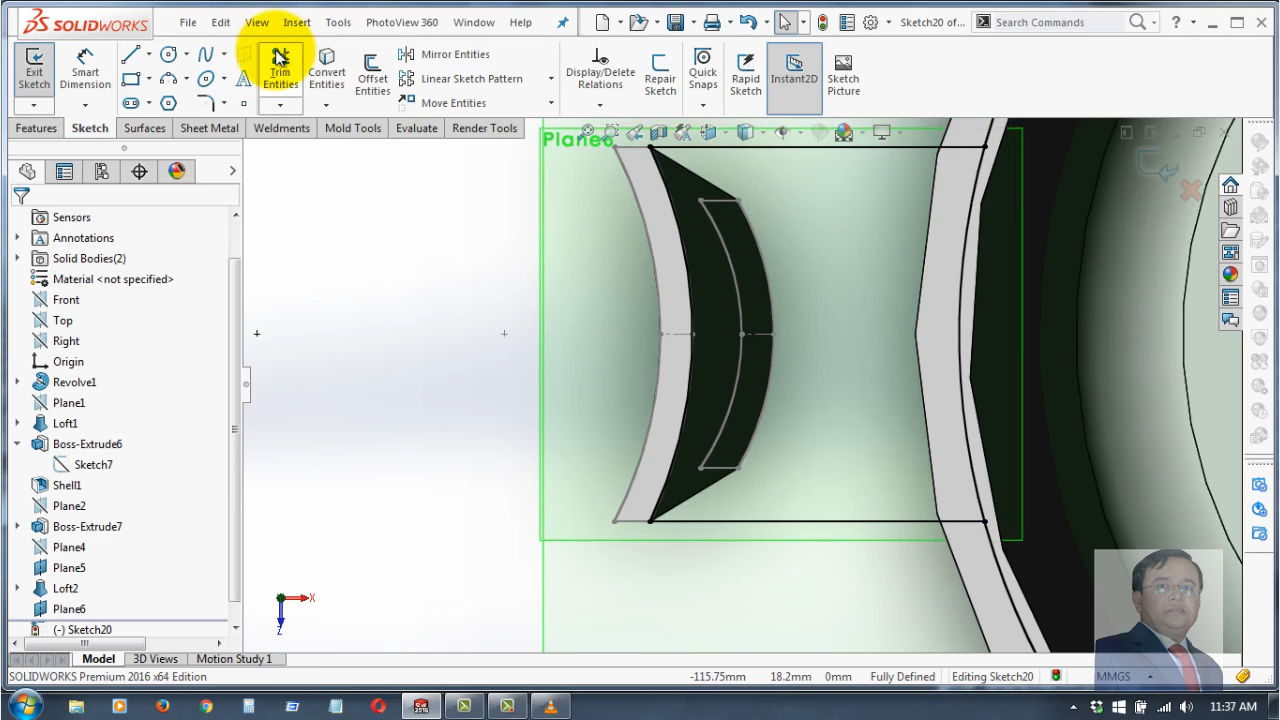 SOLIDWORKS
File Edit View Insert Tools PhotoView 360 Window Help
Sketch20 of...
Search Commands
?
Exit Sketch
Smart Dimension
Trim Entities
Convert Entities
Offset Entities
Mirror Entities
Linear Sketch Pattern
Move Entities
Display/Delete Relations
Repair Sketch
Quick Snaps
Rapid Sketch
Instant2D
Sketch Picture
Features Sketch Surfaces Sheet Metal Weldments Mold Tools Evaluate Render Tools
Plane6
Sensors
Annotations
Solid Bodies(2)
Material <not specified>
Front
Top
Right
Origin
Revolve1
Plane1
Loft1
Boss-Extrude6
Sketch7
Shell1
Plane2
Boss-Extrude7
Plane4
Plane5
Loft2
Plane6
(-) Sketch20
X
Z
Model 3D Views Motion Study 1
SOLIDWORKS Premium 2016 x64 Edition
-115.75mm 18.2mm 0mm Fully Defined Editing Sketch20 MMGS
11:37 AM